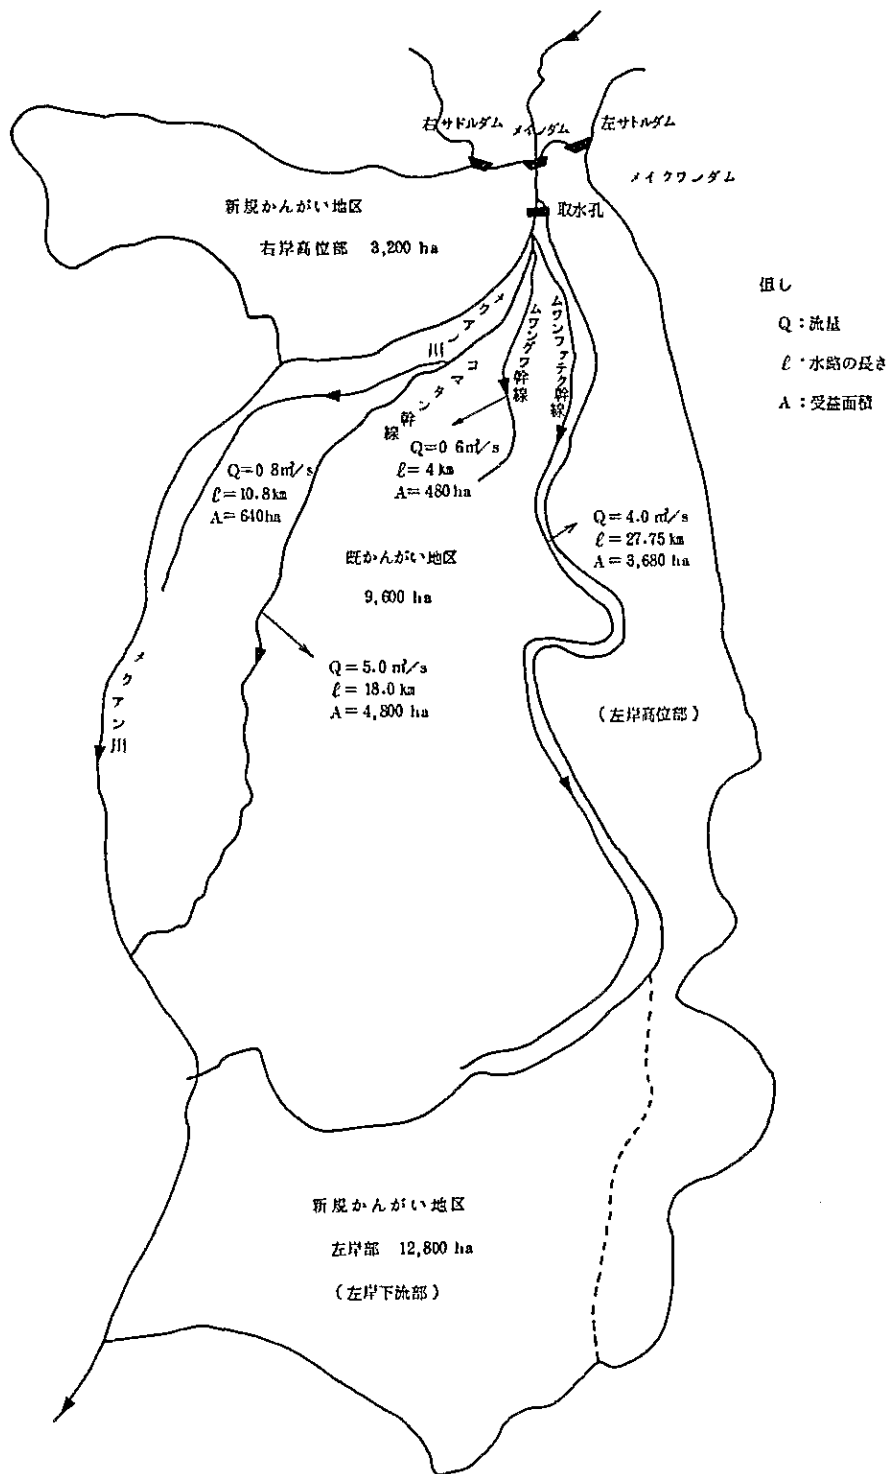 右サドルダム
メインダム
左サトルダム
メイクワンダム
取水孔
新規かんがい地区
右岸高位部 3,200 ha
但し
Q：流量
ℓ・水路の長さ
A：受益面積
メクアン川
コマタン幹線
ムワングワ幹線
ムワンファテク幹線
Q=0 8㎥/s
ℓ=10.8㎞
A=640ha
Q=0 6㎥/s
ℓ=4㎞
A=480ha
Q=4.0㎥/s
ℓ=27.75㎞
A=3,680 ha
既かんがい地区
9,600 ha
Q=5.0㎥/s
ℓ=18.0㎞
A=4,800 ha
メクアン川
(左岸高位部)
新規かんがい地区
左岸部 12,800 ha
(左岸下流部)